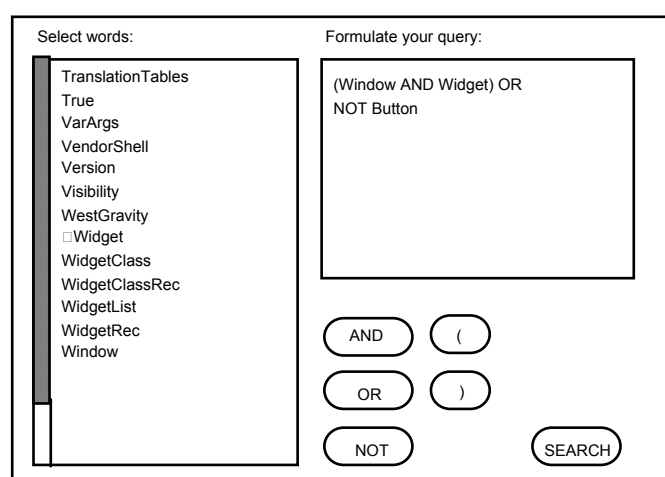 Select words:
TranslationTables
True
VarArgs
VendorShell
Version
Visibility
WestGravity
□Widget
WidgetClass
WidgetClassRec
WidgetList
WidgetRec
Window
Formulate your query:
(Window AND Widget) OR
NOT Button
AND (
OR )
NOT SEARCH